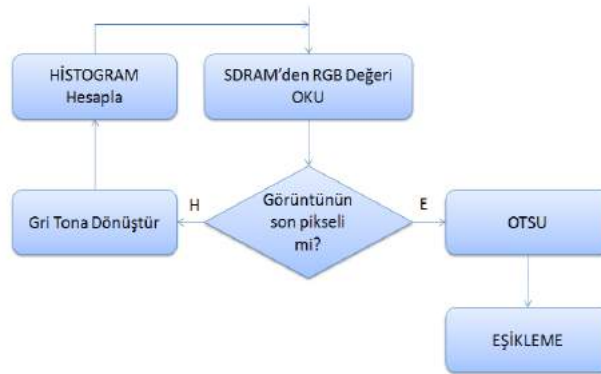 HİSTOGRAM
Hesapla
SDRAM'den RGB Değeri
OKU
Gri Tona Dönüştür
H
Görüntünün
son pikseli
mi?
E
OTSU
EŞİKLEME